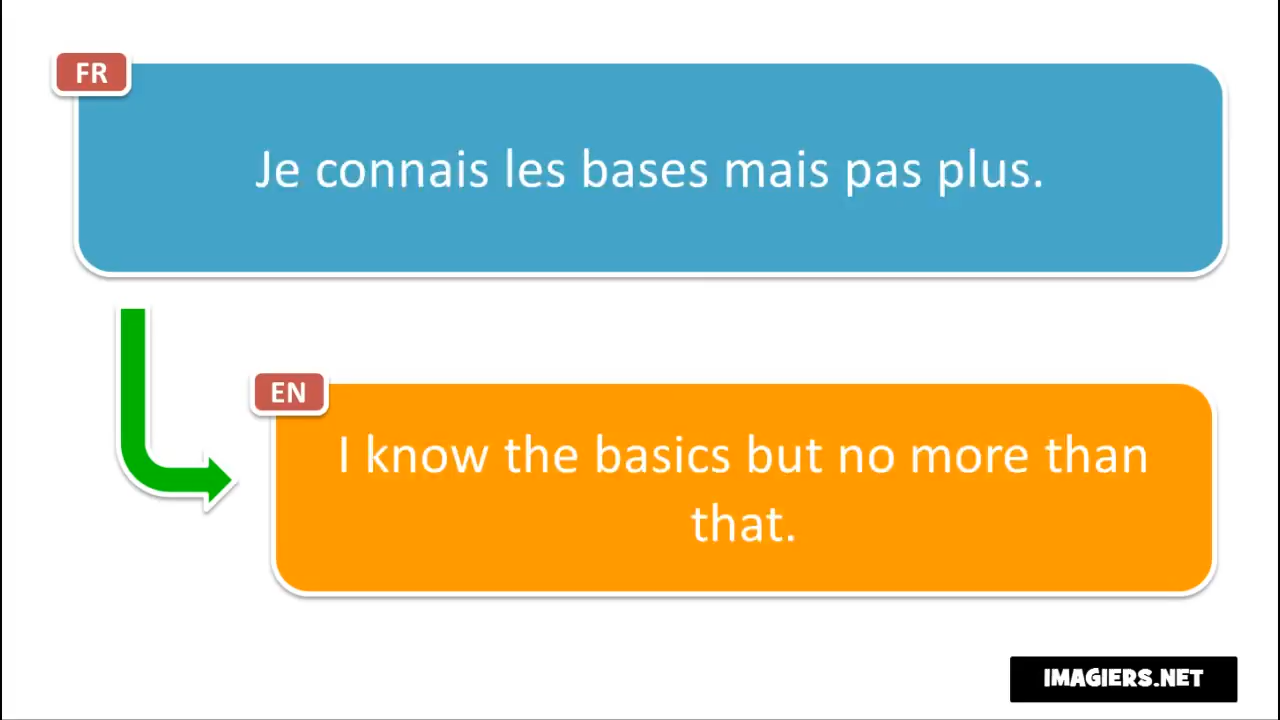 FR
Je connais les bases mais pas plus.
EN
I know the basics but no more than
that.
IMAGIERS.NET